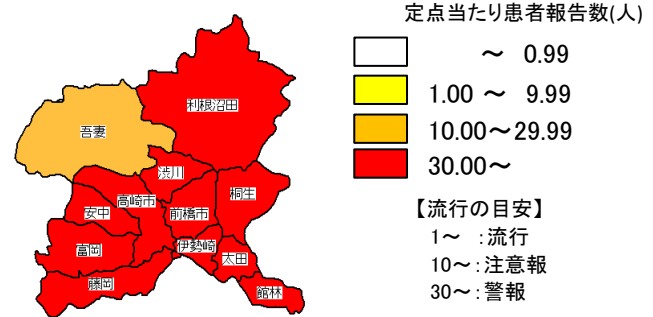 定点当たり患者報告数(人)
～ 0.99
1.00 ～ 9.99
10.00～29.99
30.00～
【流行の目安】
1～ ：流行
10～：注意報
30～：警報
利根沼田
吾妻
渋川
桐生
高崎市
安中
前橋市
伊勢崎
富岡
太田
藤岡
館林